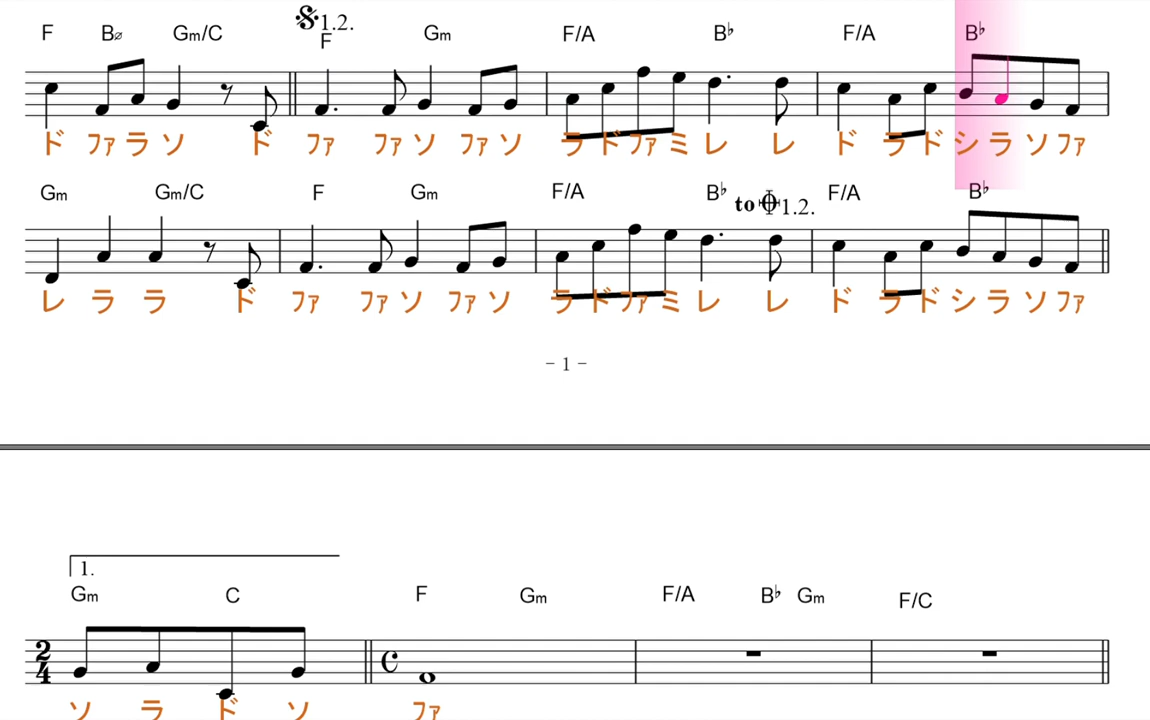 1.2.
F B⌀ Gm/C F Gm F/A B♭ F/A B♭
ド ファ ラ ソ ド ファ ファ ソ ファ ソ ラ ド ファ ミ レ レ ド ラ ド シ ラ ソ ファ
Gm Gm/C F Gm F/A B♭ to 1.2. F/A B♭
レ ラ ラ ド ファ ファ ソ ファ ソ ラ ド ファ ミ レ レ ド ラ ド シ ラ ソ ファ
- 1 -
1.
Gm C F Gm F/A B♭ Gm F/C
2
4
ソ ラ ド ソ ファ